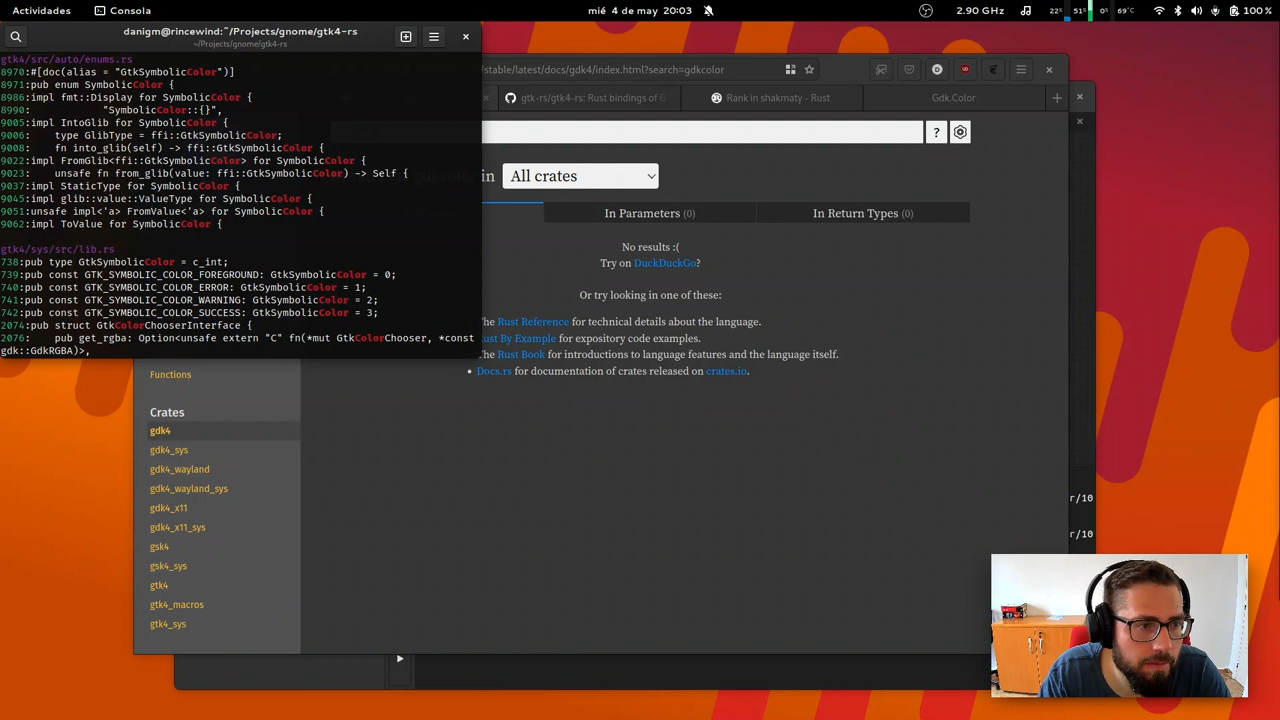 Actividades
Consola
mié 4 de may 20:03
2.90 GHz
22%
51%
0%
69°C
100 %
danigm@rincewind:~/Projects/gnome/gtk4-rs
~/Projects/gnome/gtk4-rs
gtk4/src/auto/enums.rs
8970:#[doc(alias = "GtkSymbolicColor")]
8971:pub enum SymbolicColor {
8986:impl fmt::Display for SymbolicColor {
8990:            "SymbolicColor::{}",
9005:impl IntoGlib for SymbolicColor {
9006:    type GlibType = ffi::GtkSymbolicColor;
9008:    fn into_glib(self) -> ffi::GtkSymbolicColor {
9022:impl FromGlib<ffi::GtkSymbolicColor> for SymbolicColor {
9023:    unsafe fn from_glib(value: ffi::GtkSymbolicColor) -> Self {
9037:impl StaticType for SymbolicColor {
9045:impl glib::value::ValueType for SymbolicColor {
9051:unsafe impl<'a> FromValue<'a> for SymbolicColor {
9062:impl ToValue for SymbolicColor {
gtk4/sys/src/lib.rs
738:pub type GtkSymbolicColor = c_int;
739:pub const GTK_SYMBOLIC_COLOR_FOREGROUND: GtkSymbolicColor = 0;
740:pub const GTK_SYMBOLIC_COLOR_ERROR: GtkSymbolicColor = 1;
741:pub const GTK_SYMBOLIC_COLOR_WARNING: GtkSymbolicColor = 2;
742:pub const GTK_SYMBOLIC_COLOR_SUCCESS: GtkSymbolicColor = 3;
2074:pub struct GtkColorChooserInterface {
2076:    pub get_rgba: Option<unsafe extern "C" fn(*mut GtkColorChooser, *const
gdk::GdkRGBA)>,
/stable/latest/docs/gdk4/index.html?search=gdkcolor
gtk-rs/gtk4-rs: Rust bindings of G
Rank in shakmaty - Rust
Gdk.Color
?
in
All crates
In Parameters (0)
In Return Types (0)
No results :(
Try on DuckDuckGo?
Or try looking in one of these:
The Rust Reference for technical details about the language.
Rust By Example for expository code examples.
The Rust Book for introductions to language features and the language itself.
Docs.rs for documentation of crates released on crates.io.
Functions
Crates
gdk4
gdk4_sys
gdk4_wayland
gdk4_wayland_sys
gdk4_x11
gdk4_x11_sys
gsk4
gsk4_sys
gtk4
gtk4_macros
gtk4_sys
r/10
r/10